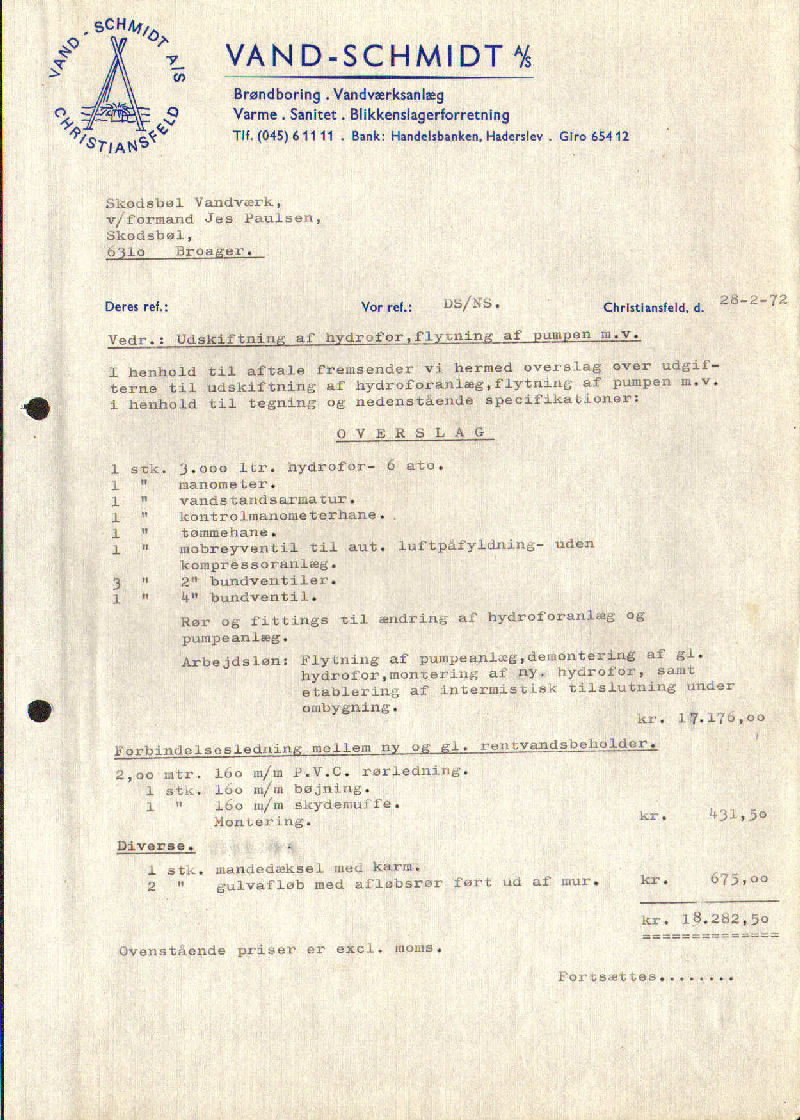 VAND - SCHMIDT A/S
CHRISTIANSFELD
VAND-SCHMIDT A/S
Brøndboring . Vandværksanlæg
Varme . Sanitet . Blikkenslagerforretning
Tlf. (045) 6 11 11 . Bank: Handelsbanken, Haderslev . Giro 654 12
Skodsbøl Vandværk,
v/formand Jes Paulsen,
Skodsbøl,
6310 Broager.
Deres ref.: Vor ref.: DS/NS. Christiansfeld, d. 28-2-72
Vedr.: Udskiftning af hydrofor,flytning af pumpen m.v.
I henhold til aftale fremsender vi hermed overslag over udgif-
terne til udskiftning af hydroforanlæg,flytning af pumpen m.v.
i henhold til tegning og nedenstående specifikationer:
O V E R S L A G
1 stk. 3.000 ltr. hydrofor- 6 ato.
1 " manometer.
1 " vandstandsarmatur.
1 " kontrolmanometerhane.
1 " tømmehane.
1 " mobreyventil til aut. luftpåfyldning- uden
kompressoranlæg.
3 " 2" bundventiler.
1 " 4" bundventil.
Rør og fittings til ændring af hydroforanlæg og
pumpeanlæg.
Arbejdsløn: Flytning af pumpeanlæg,demontering af gl.
hydrofor,montering af ny. hydrofor, samt
etablering af intermistisk tilslutning under
ombygning.
kr. 17.176,00
Forbindelsesledning mellem ny og gl. rentvandsbeholder.
2,00 mtr. 160 m/m P.V.C. rørledning.
1 stk. 160 m/m bøjning.
1 " 160 m/m skydemuffe.
Montering. kr. 431,50
Diverse.
1 stk. mandedæksel med karm.
2 " gulvafløb med afløbsrør ført ud af mur. kr. 675,00
kr. 18.282,50
=============
Ovenstående priser er excl. moms.
Fortsættes........